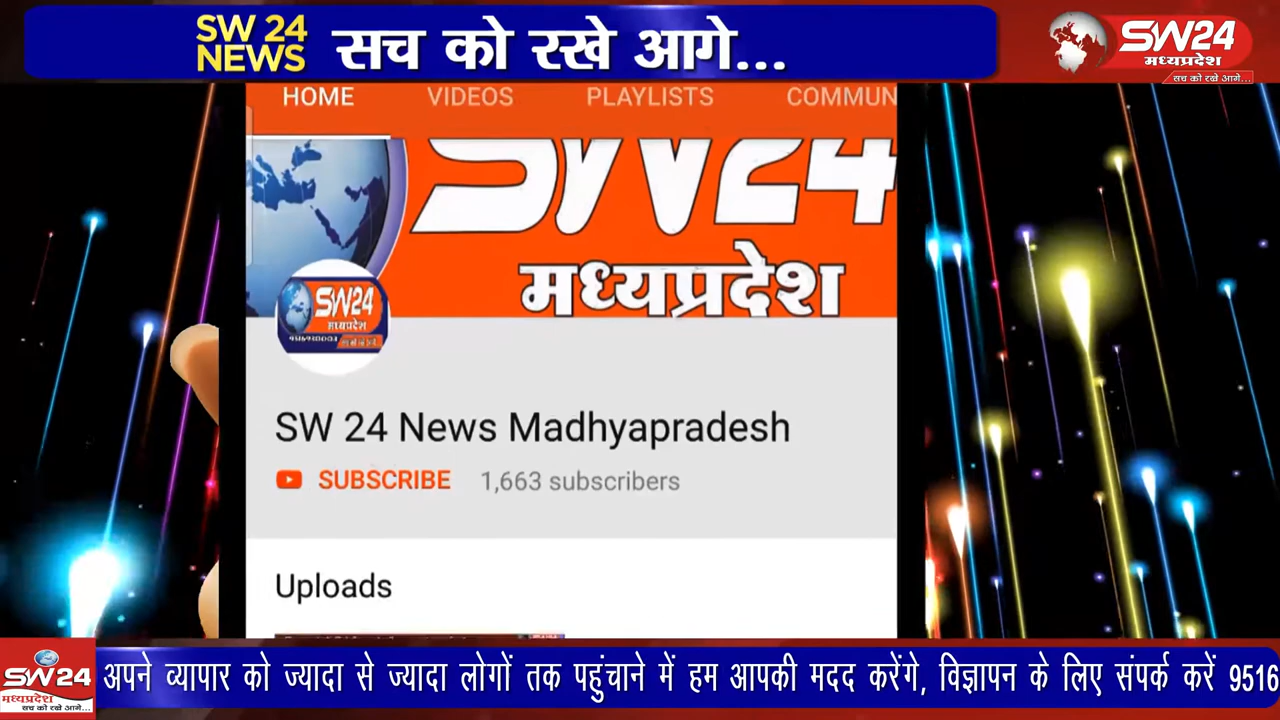 SW 24
NEWS
सच को रखे आगे...
SW24
मध्यप्रदेश
सच को रखे आगे...
HOME VIDEOS PLAYLISTS COMMUN
SW24
मध्यप्रदेश
SW24
मध्यप्रदेश
SW 24 News Madhyapradesh
SUBSCRIBE 1,663 subscribers
Uploads
SW24
मध्यप्रदेश
सच को रखे आगे...
अपने व्यापार को ज्यादा से ज्यादा लोगों तक पहुंचाने में हम आपकी मदद करेंगे, विज्ञापन के लिए संपर्क करें 9516